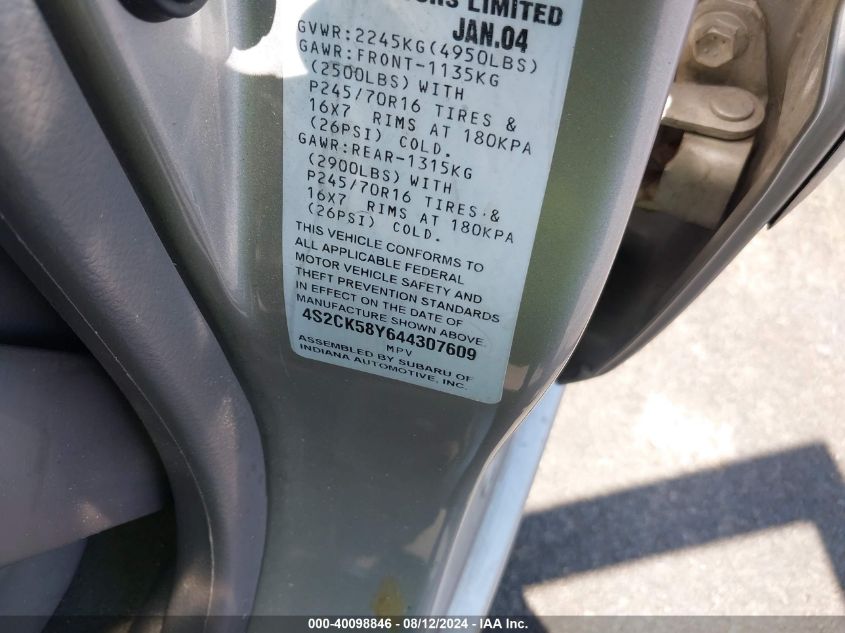 LIMITED
JAN.04
GVWR:2245KG(4950LBS)
GAWR:FRONT-1135KG
(2500LBS) WITH
P245/70R16 TIRES &
16X7 RIMS AT 180KPA
(26PSI) COLD.
GAWR:REAR-1315KG
(2900LBS) WITH
P245/70R16 TIRES &
16X7 RIMS AT 180KPA
(26PSI) COLD.
THIS VEHICLE CONFORMS TO
ALL APPLICABLE FEDERAL
MOTOR VEHICLE SAFETY AND
THEFT PREVENTION STANDARDS
IN EFFECT ON THE DATE OF
MANUFACTURE SHOWN ABOVE.
4S2CK58Y644307609
MPV
ASSEMBLED BY SUBARU OF
INDIANA AUTOMOTIVE, INC.
000-40098846 - 08/12/2024 - IAA Inc.